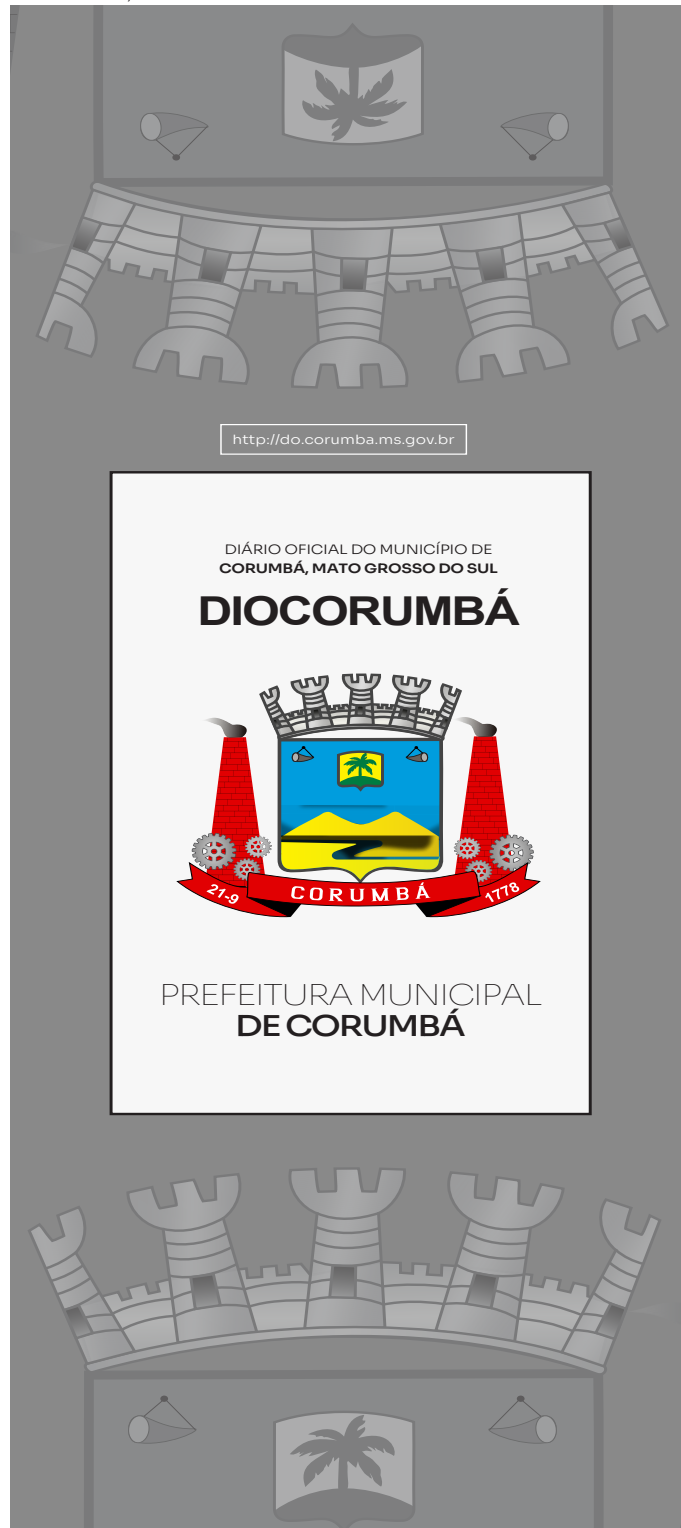 http://do.corumba.ms.gov.br
DIÁRIO OFICIAL DO MUNICÍPIO DE
CORUMBÁ, MATO GROSSO DO SUL
DIOCORUMBÁ
21-9 CORUMBÁ 1778
PREFEITURA MUNICIPAL
DE CORUMBÁ